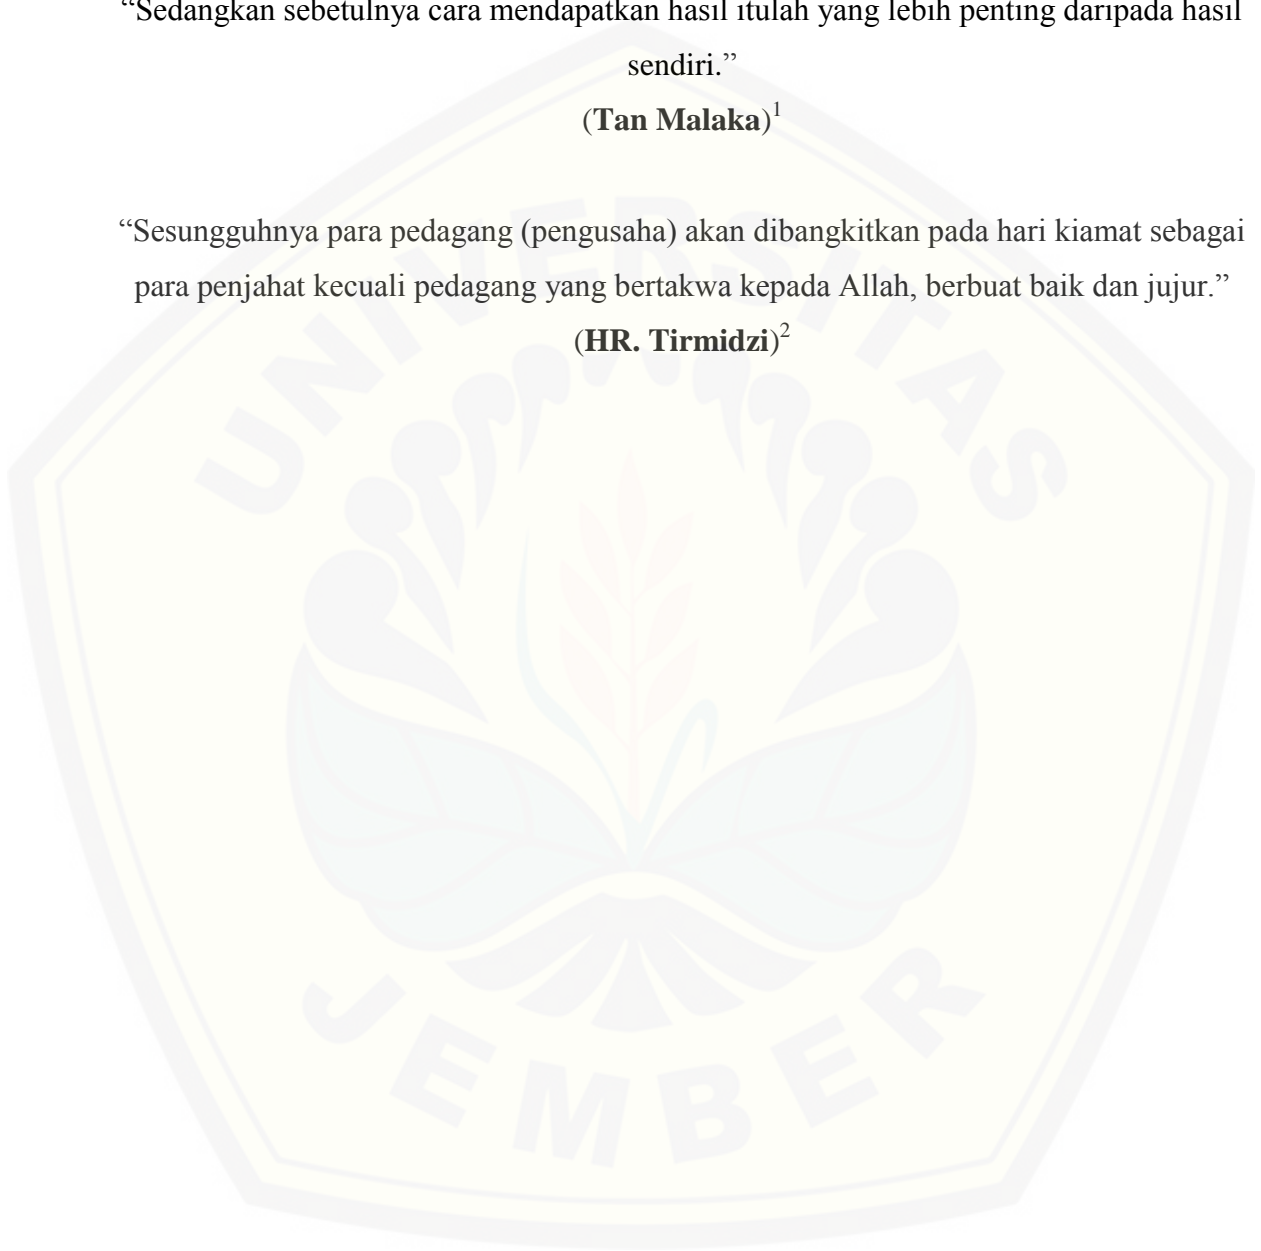 “Sedangkan sebetulnya cara mendapatkan hasil itulah yang lebih penting daripada hasil
sendiri.”
(Tan Malaka)1
“Sesungguhnya para pedagang (pengusaha) akan dibangkitkan pada hari kiamat sebagai
para penjahat kecuali pedagang yang bertakwa kepada Allah, berbuat baik dan jujur.”
(HR. Tirmidzi)2
UNIVERSITAS
JEMBER